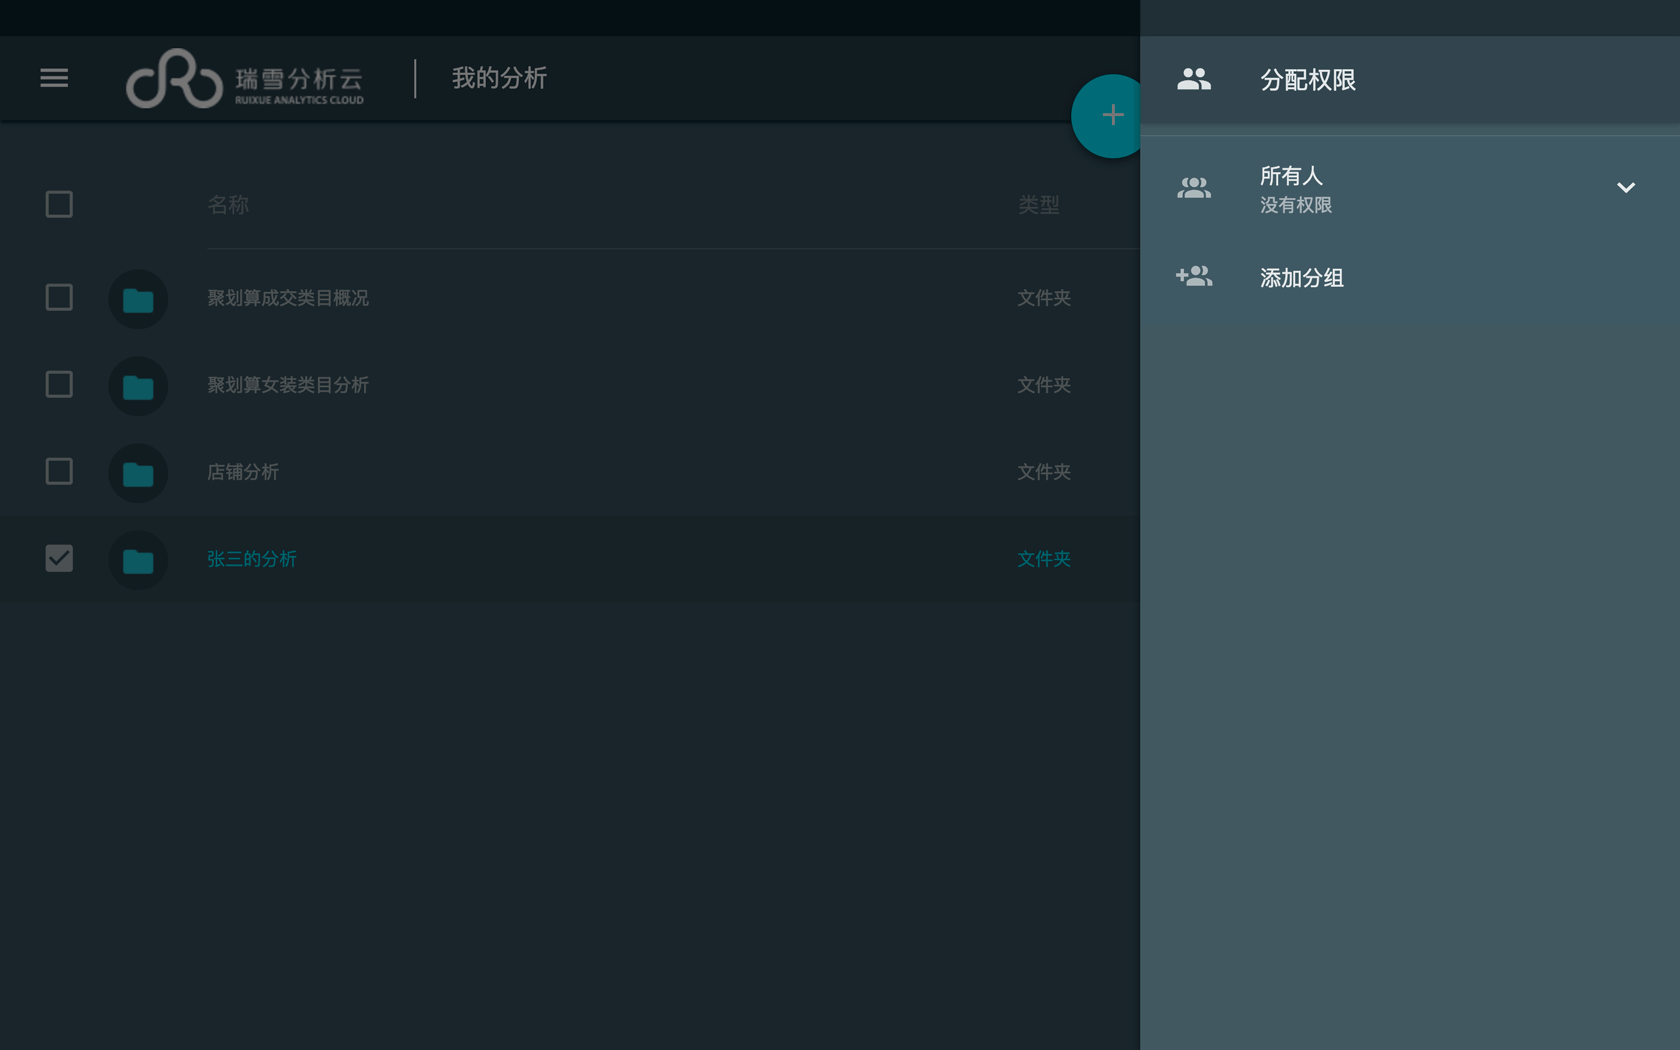 瑞雪分析云
RUIXUE ANALYTICS CLOUD
我的分析
分配权限
名称
类型
聚划算成交类目概况
文件夹
聚划算女装类目分析
文件夹
店铺分析
文件夹
张三的分析
文件夹
所有人
没有权限
添加分组